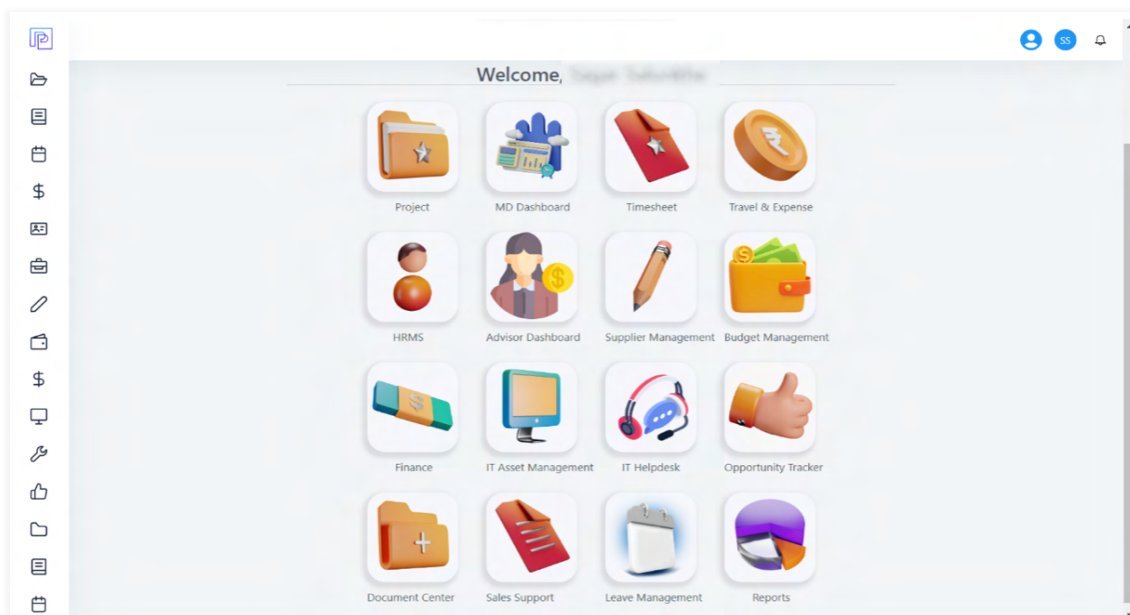 SS
Welcome,
Project MD Dashboard Timesheet Travel & Expense
HRMS Advisor Dashboard Supplier Management Budget Management
Finance IT Asset Management IT Helpdesk Opportunity Tracker
Document Center Sales Support Leave Management Reports